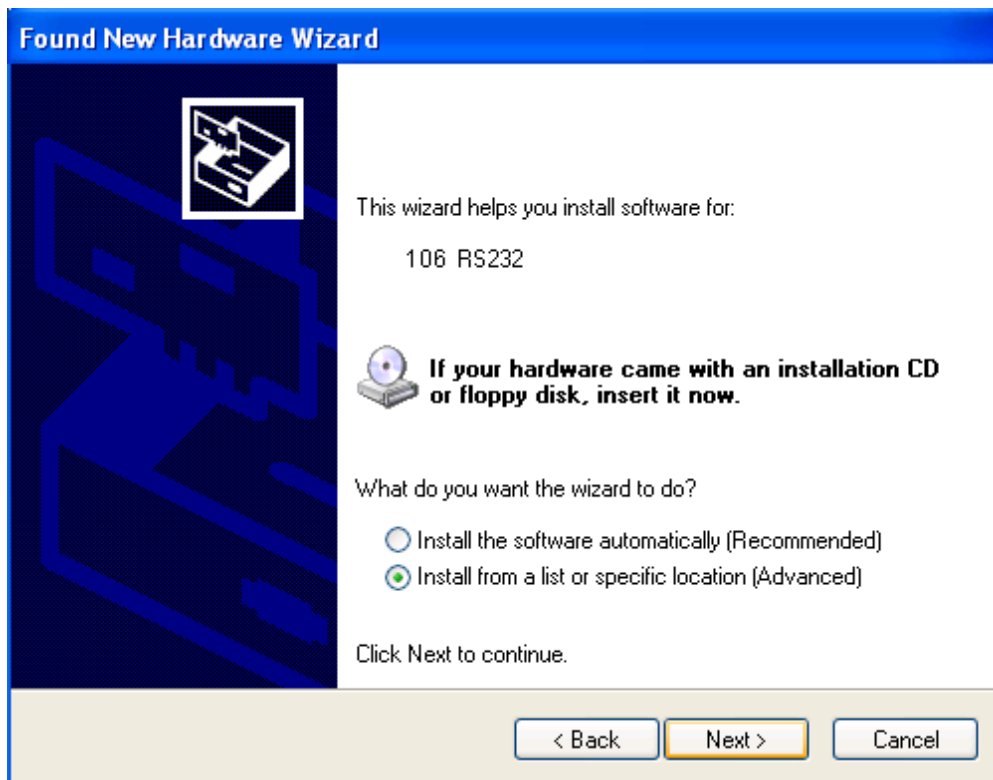 Found New Hardware Wizard
This wizard helps you install software for:
106 RS232
If your hardware came with an installation CD
or floppy disk, insert it now.
What do you want the wizard to do?
Install the software automatically (Recommended)
Install from a list or specific location (Advanced)
Click Next to continue.
< Back Next > Cancel